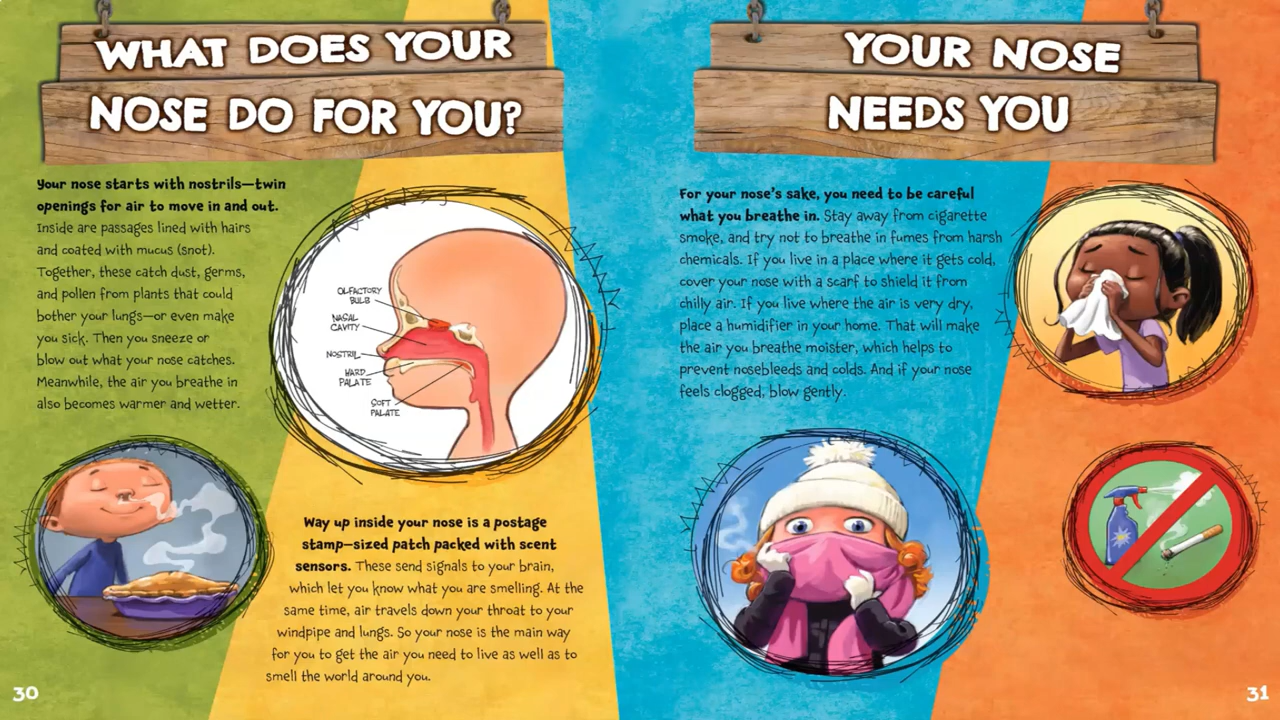 WHAT DOES YOUR
NOSE DO FOR YOU?
Your nose starts with nostrils—twin
openings for air to move in and out.
Inside are passages lined with hairs
and coated with mucus (snot).
Together, these catch dust, germs,
and pollen from plants that could
bother your lungs—or even make
you sick. Then you sneeze or
blow out what your nose catches.
Meanwhile, the air you breathe in
also becomes warmer and wetter.
OLFACTORY
BULB
NASAL
CAVITY
NOSTRIL
HARD
PALATE
SOFT
PALATE
Way up inside your nose is a postage
stamp—sized patch packed with scent
sensors. These send signals to your brain,
which let you know what you are smelling. At the
same time, air travels down your throat to your
windpipe and lungs. So your nose is the main way
for you to get the air you need to live as well as to
smell the world around you.
30
YOUR NOSE
NEEDS YOU
For your nose's sake, you need to be careful
what you breathe in. Stay away from cigarette
smoke, and try not to breathe in fumes from harsh
chemicals. If you live in a place where it gets cold,
cover your nose with a scarf to shield it from
chilly air. If you live where the air is very dry,
place a humidifier in your home. That will make
the air you breathe moister, which helps to
prevent nosebleeds and colds. And if your nose
feels clogged, blow gently.
31